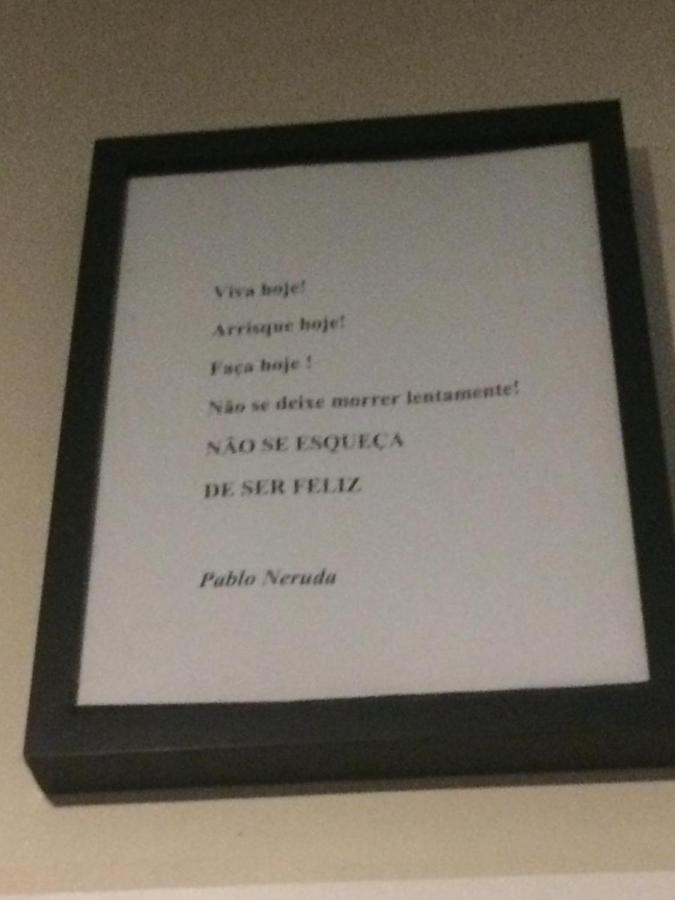 Viva hoje!
Arrisque hoje!
Faça hoje !
Não se deixe morrer lentamente!
NÃO SE ESQUEÇA
DE SER FELIZ
Pablo Neruda